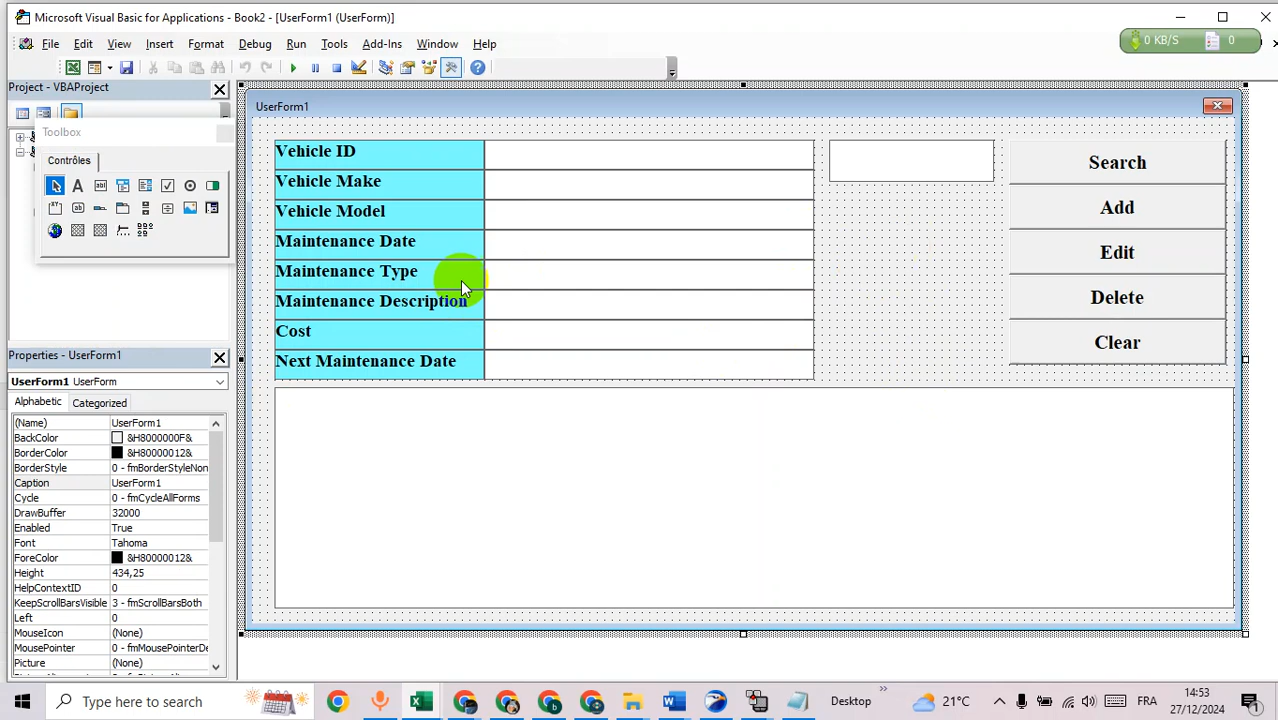 Microsoft Visual Basic for Applications - Book2 - [UserForm1 (UserForm)]
File Edit View Insert Format Debug Run Tools Add-Ins Window Help
0 KB/S 0
Project - VBAProject
Toolbox
Contrôles
UserForm1
Vehicle ID
Vehicle Make
Vehicle Model
Maintenance Date
Maintenance Type
Maintenance Description
Cost
Next Maintenance Date
Search
Add
Edit
Delete
Clear
Properties - UserForm1
UserForm1 UserForm
Alphabetic Categorized
(Name) UserForm1
BackColor &H8000000F&
BorderColor &H80000012&
BorderStyle 0 - fmBorderStyleNon
Caption UserForm1
Cycle 0 - fmCycleAllForms
DrawBuffer 32000
Enabled True
Font Tahoma
ForeColor &H80000012&
Height 434,25
HelpContextID 0
KeepScrollBarsVisible 3 - fmScrollBarsBoth
Left 0
MouseIcon (None)
MousePointer 0 - fmMousePointerDe
Picture (None)
Type here to search
Desktop
21°C
FRA
14:53
27/12/2024